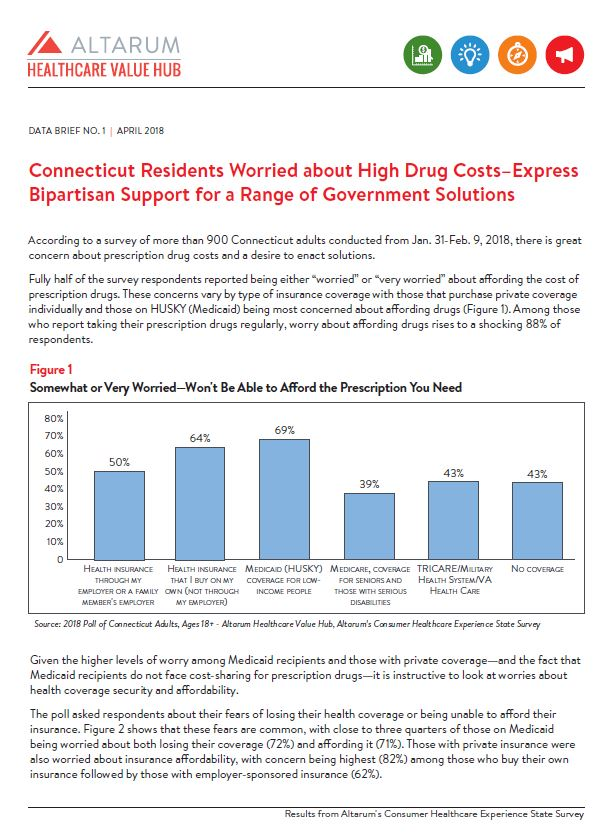 ALTARUM
HEALTHCARE VALUE HUB
DATA BRIEF NO. 1 | APRIL 2018
Connecticut Residents Worried about High Drug Costs–Express
Bipartisan Support for a Range of Government Solutions
According to a survey of more than 900 Connecticut adults conducted from Jan. 31-Feb. 9, 2018, there is great
concern about prescription drug costs and a desire to enact solutions.
Fully half of the survey respondents reported being either “worried” or “very worried” about affording the cost of
prescription drugs. These concerns vary by type of insurance coverage with those that purchase private coverage
individually and those on HUSKY (Medicaid) being most concerned about affording drugs (Figure 1). Among those
who report taking their prescription drugs regularly, worry about affording drugs rises to a shocking 88% of
respondents.
Figure 1
Somewhat or Very Worried—Won't Be Able to Afford the Prescription You Need
80%
70%
60%
50%
40%
30%
20%
10%
0
50%
64%
69%
39%
43%
43%
Health insurance
through my
employer or a family
member's employer
Health insurance
that I buy on my
own (not through
my employer)
Medicaid (HUSKY)
coverage for low-
income people
Medicare, coverage
for seniors and
those with serious
disabilities
TRICARE/Military
Health System/VA
Health Care
No coverage
Source: 2018 Poll of Connecticut Adults, Ages 18+ - Altarum Healthcare Value Hub, Altarum's Consumer Healthcare Experience State Survey
Given the higher levels of worry among Medicaid recipients and those with private coverage—and the fact that
Medicaid recipients do not face cost-sharing for prescription drugs—it is instructive to look at worries about
health coverage security and affordability.
The poll asked respondents about their fears of losing their health coverage or being unable to afford their
insurance. Figure 2 shows that these fears are common, with close to three quarters of those on Medicaid
being worried about both losing their coverage (72%) and affording it (71%). Those with private insurance were
also worried about insurance affordability, with concern being highest (82%) among those who buy their own
insurance followed by those with employer-sponsored insurance (62%).
Results from Altarum's Consumer Healthcare Experience State Survey